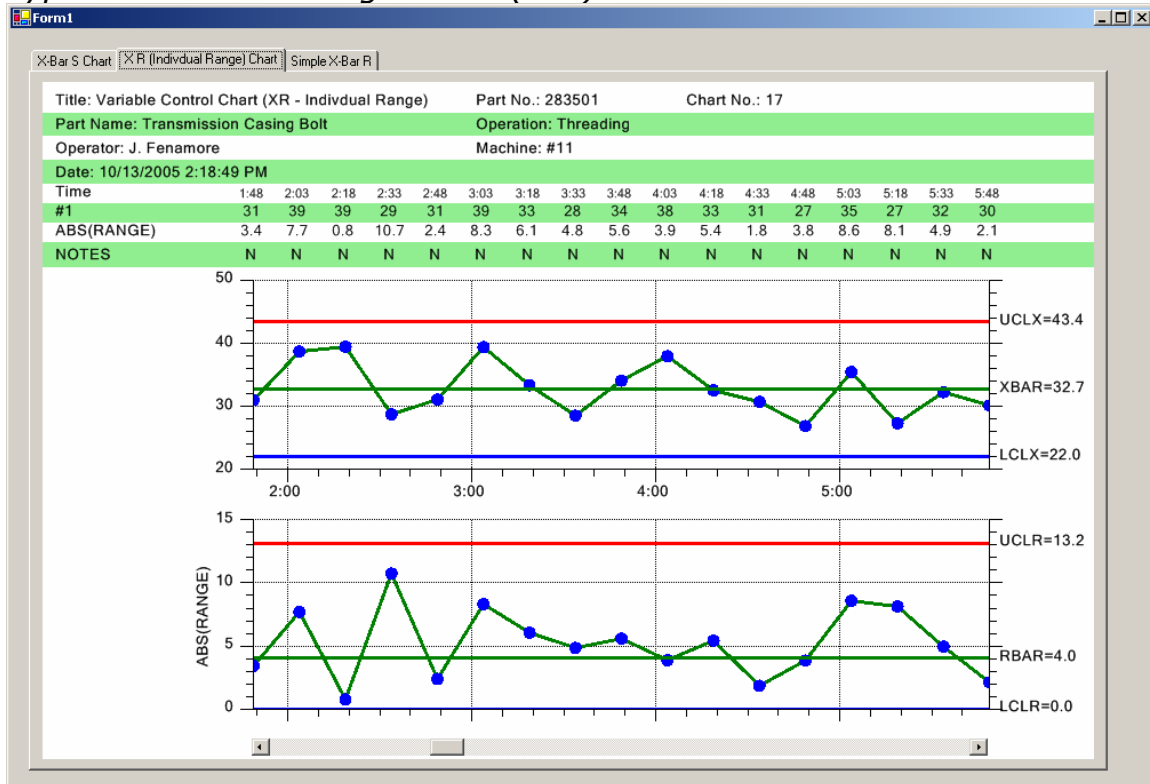 Form1
X-Bar S Chart X R (Indivdual Range) Chart Simple X-Bar R
Title: Variable Control Chart (XR - Indivdual Range) Part No.: 283501 Chart No.: 17
Part Name: Transmission Casing Bolt Operation: Threading
Operator: J. Fenamore Machine: #11
Date: 10/13/2005 2:18:49 PM
Time 1:48 2:03 2:18 2:33 2:48 3:03 3:18 3:33 3:48 4:03 4:18 4:33 4:48 5:03 5:18 5:33 5:48
#1 31 39 39 29 31 39 33 28 34 38 33 31 27 35 27 32 30
ABS(RANGE) 3.4 7.7 0.8 10.7 2.4 8.3 6.1 4.8 5.6 3.9 5.4 1.8 3.8 8.6 8.1 4.9 2.1
NOTES N N N N N N N N N N N N N N N N N
50
UCLX=43.4
40
XBAR=32.7
30
LCLX=22.0
20
2:00 3:00 4:00 5:00
15
UCLR=13.2
10
ABS(RANGE)
5
RBAR=4.0
0
LCLR=0.0